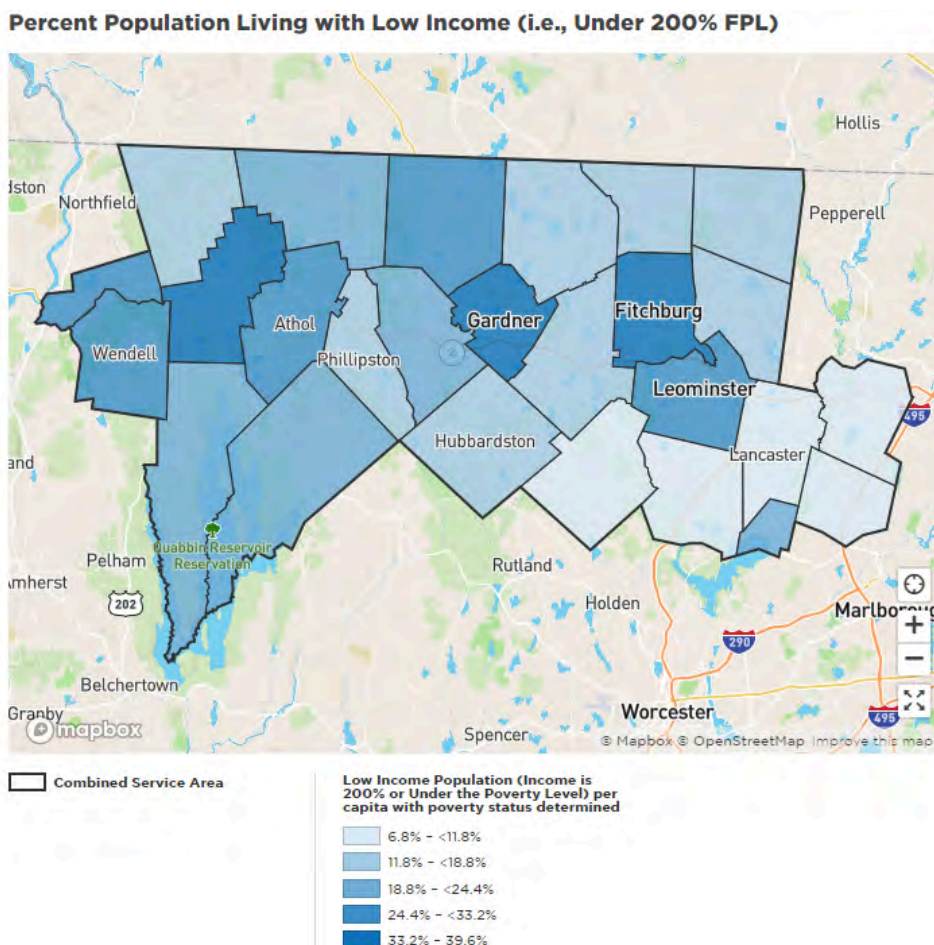 Percent Population Living with Low Income (i.e., Under 200% FPL)
Hollis
dston
Northfield
Pepperell
Gardner
Fitchburg
Athol
Wendell
Phillipston
Leominster
495
Hubbardston
Lancaster
and
Quabbin Reservoir
Reservation
Pelham
Rutland
Amherst
202
Holden
Marlboroug
290
Belchertown
Granby
Worcester
495
mapbox
Spencer
© Mapbox © OpenStreetMap Improve this map
Combined Service Area
Low Income Population (Income is
200% or Under the Poverty Level) per
capita with poverty status determined
6.8% - <11.8%
11.8% - <18.8%
18.8% - <24.4%
24.4% - <33.2%
33.2% - 39.6%